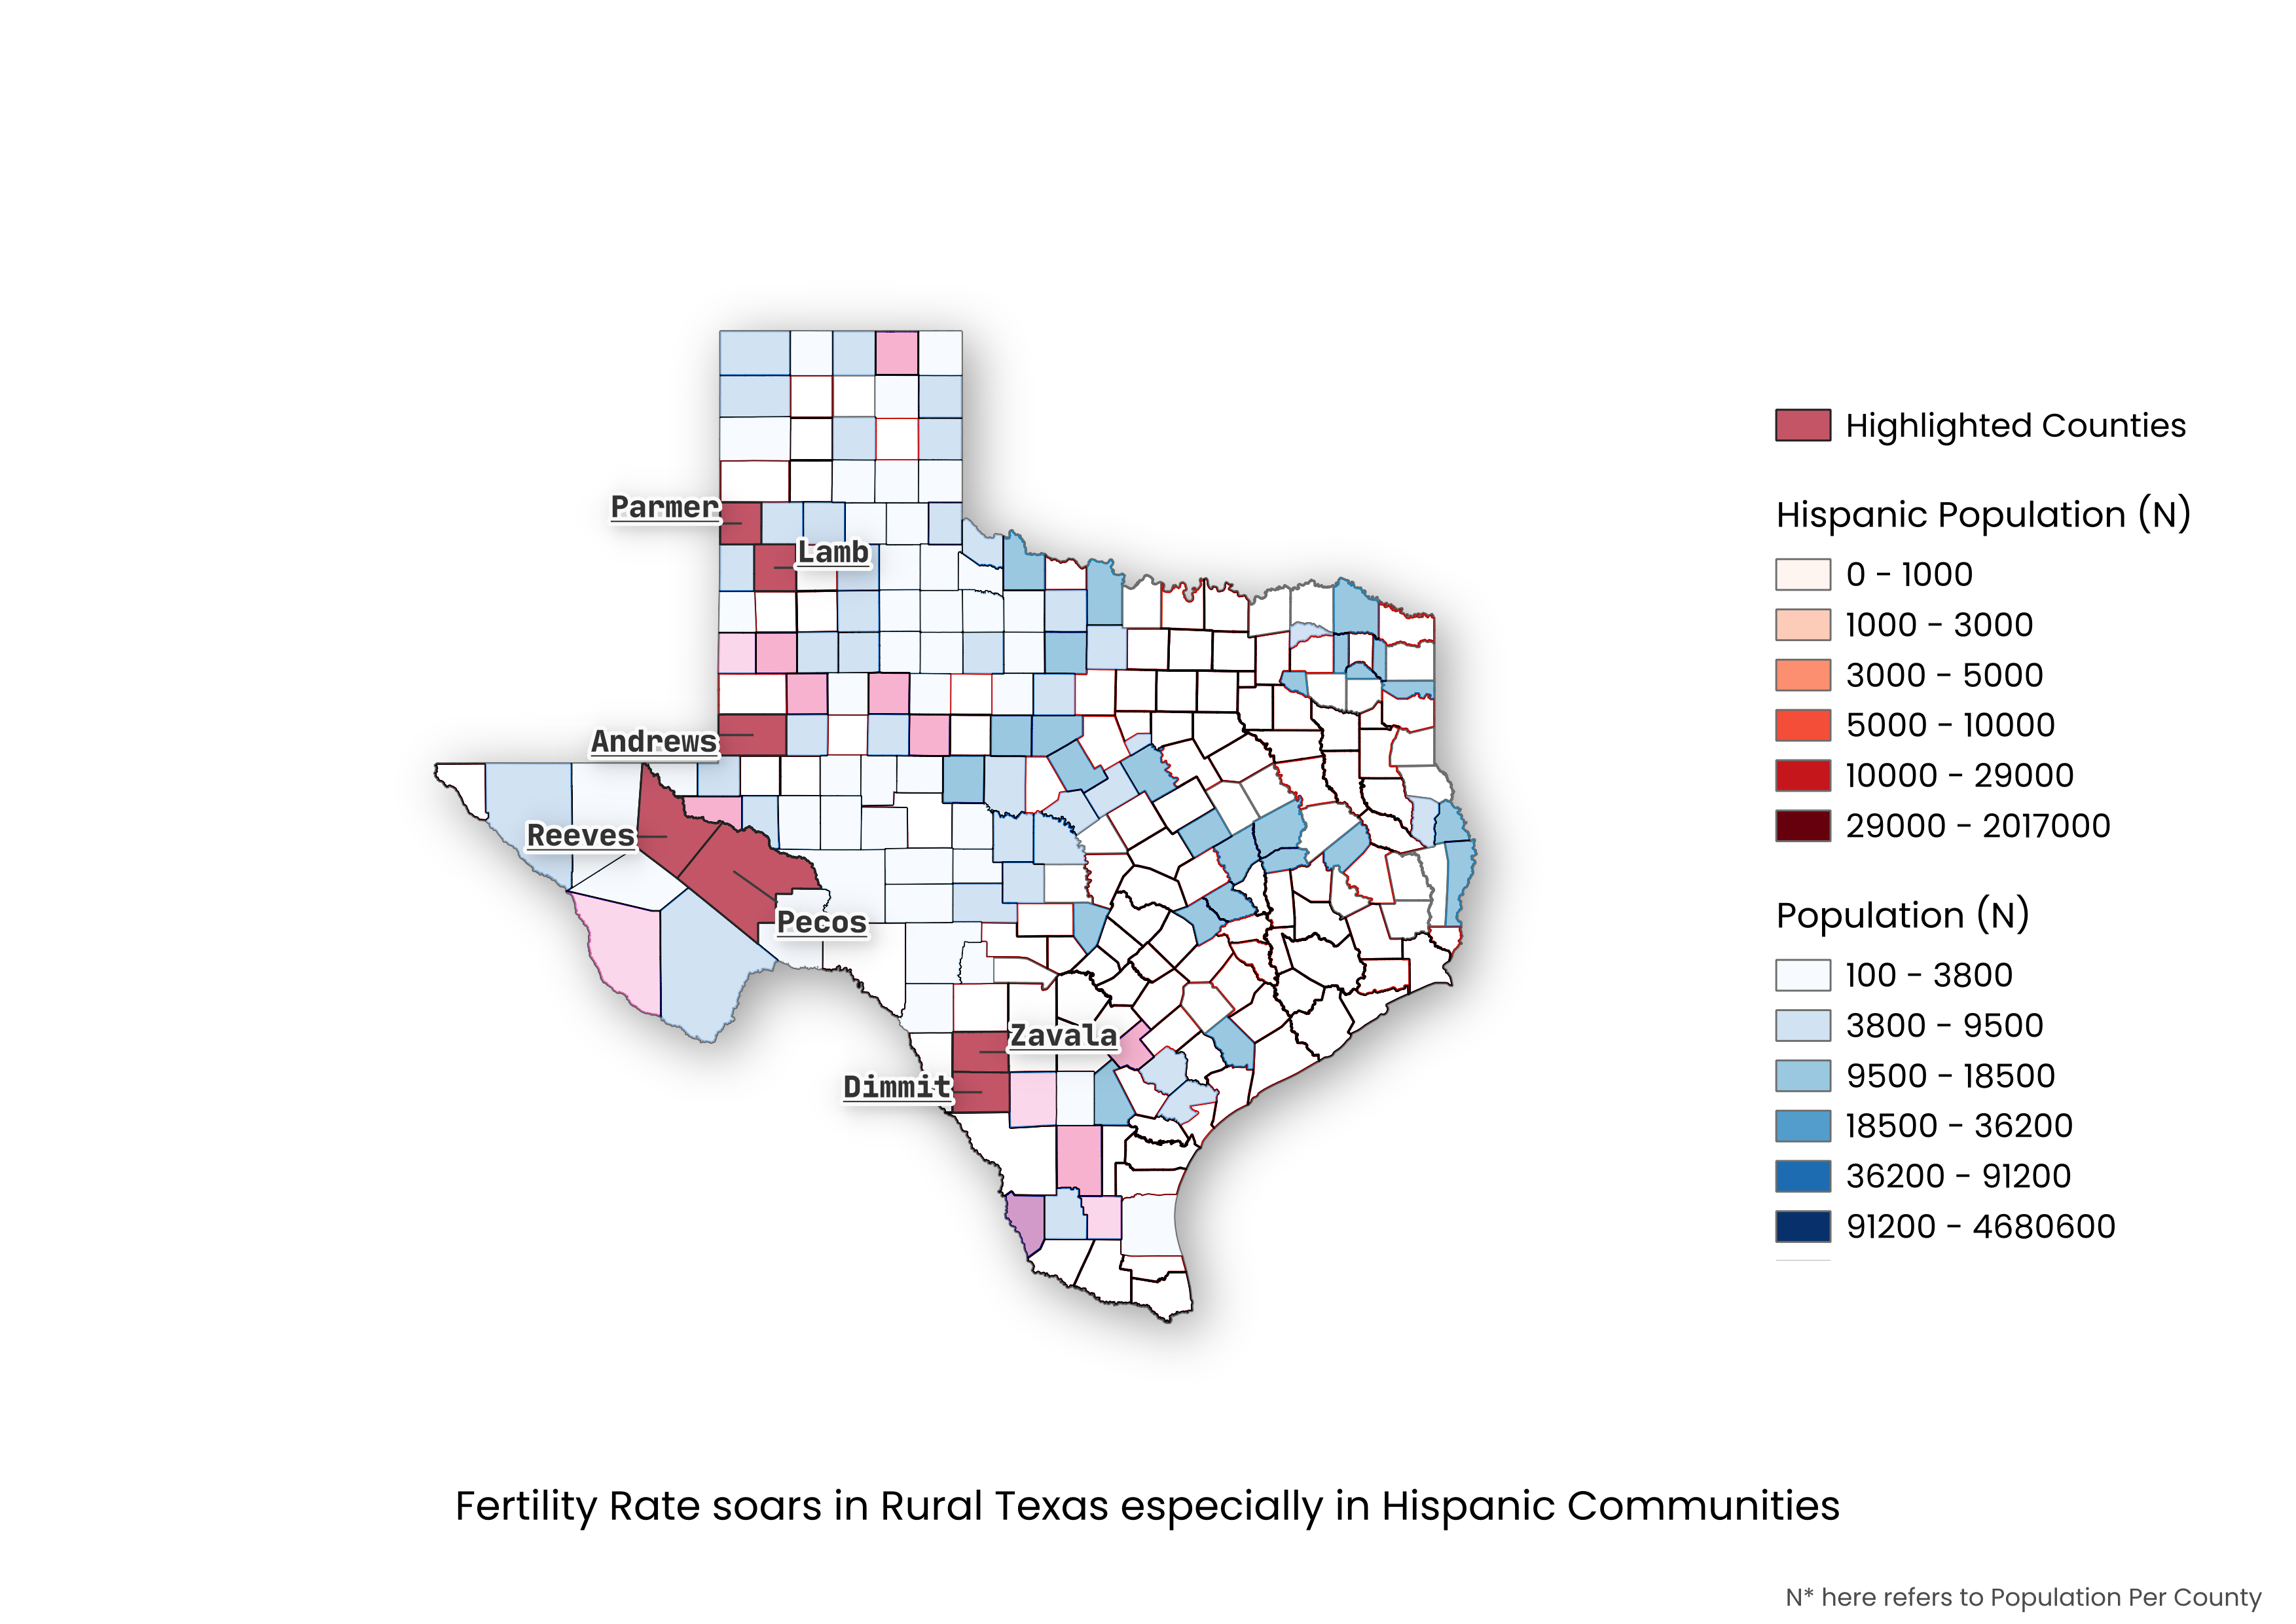 Parmer
Lamb
Andrews
Reeves
Pecos
Zavala
Dimmit
Highlighted Counties
Hispanic Population (N)
0 - 1000
1000 - 3000
3000 - 5000
5000 - 10000
10000 - 29000
29000 - 2017000
Population (N)
100 - 3800
3800 - 9500
9500 - 18500
18500 - 36200
36200 - 91200
91200 - 4680600
Fertility Rate soars in Rural Texas especially in Hispanic Communities
N* here refers to Population Per County